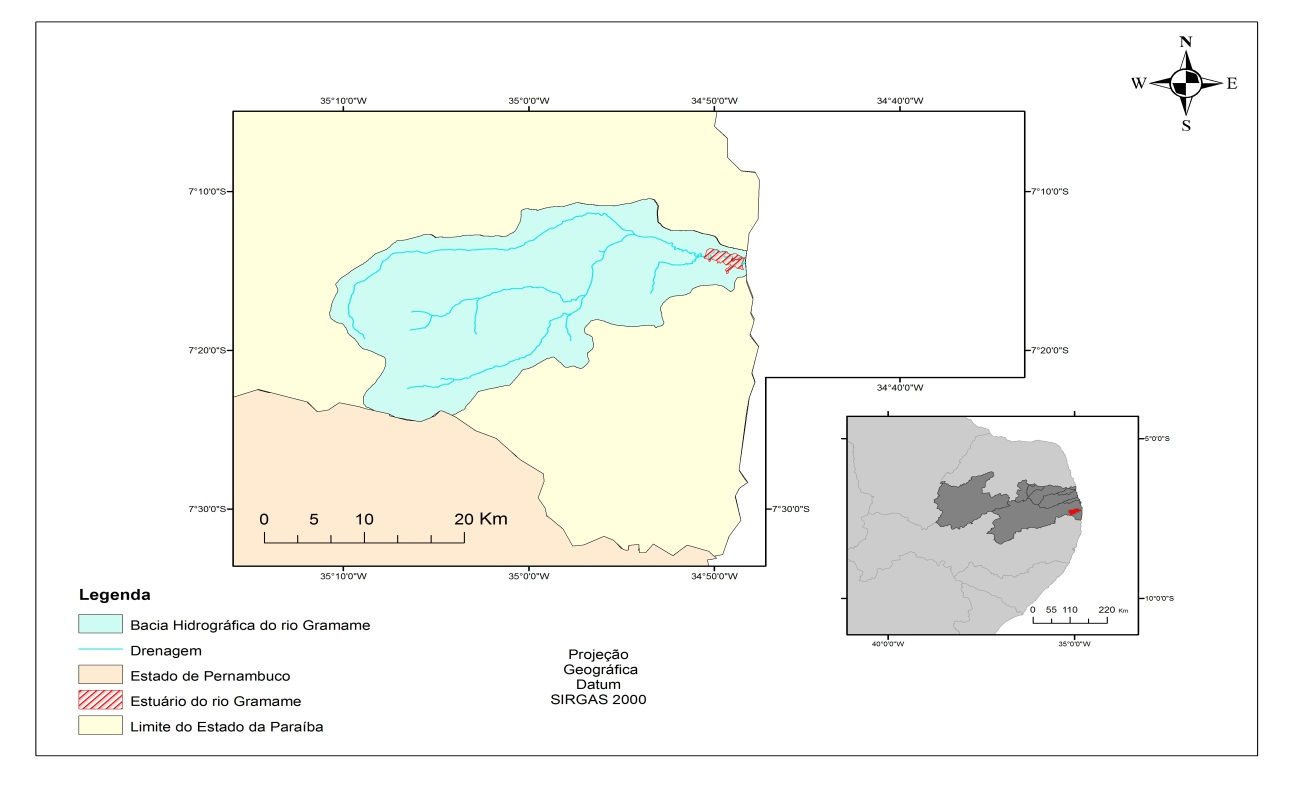 N
W E
S
35°10'0"W 35°0'0"W 34°50'0"W 34°40'0"W
7°10'0"S 7°10'0"S
7°20'0"S 7°20'0"S
34°40'0"W
5°0'0"S
7°30'0"S 7°30'0"S
0 5 10 20 Km
35°10'0"W 35°0'0"W 34°50'0"W
10°0'0"S
0 55 110 220 Km
40°0'0"W 35°0'0"W
Legenda
Bacia Hidrográfica do rio Gramame
Drenagem
Estado de Pernambuco
Estuário do rio Gramame
Limite do Estado da Paraíba
Projeção
Geográfica
Datum
SIRGAS 2000